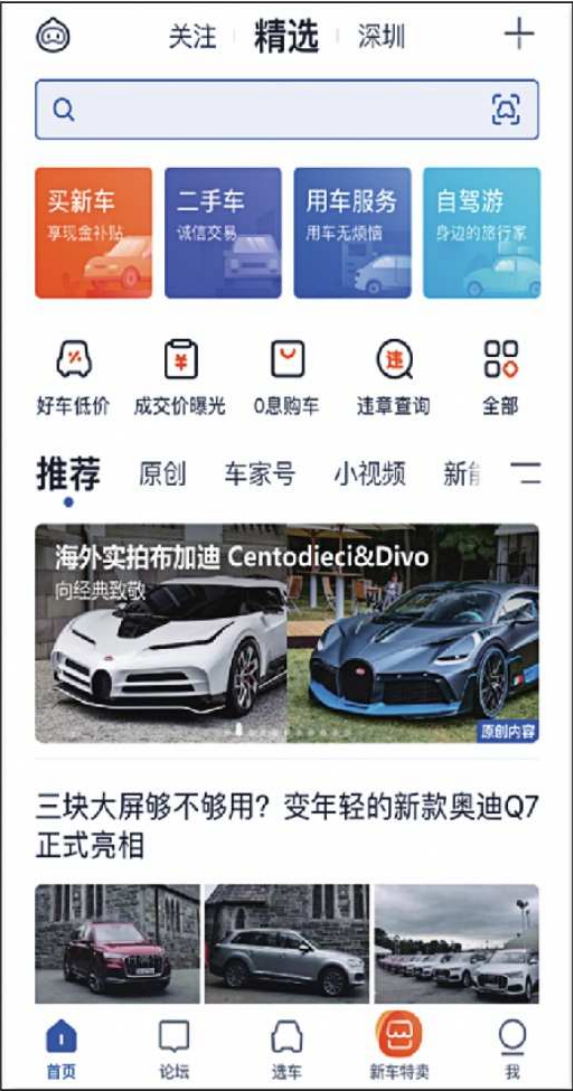 关注 精选 深圳
买新车 二手车 用车服务 自驾游
享现金补贴 诚信交易 用车无烦恼 身边的旅行家
违
好车低价 成交价曝光 0息购车 违章查询 全部
推荐 原创 车家号 小视频 新能
海外实拍布加迪 Centodieci&Divo
向经典致敬
原创内容
三块大屏够不够用？变年轻的新款奥迪Q7
正式亮相
首页 论坛 选车 新车特卖 我